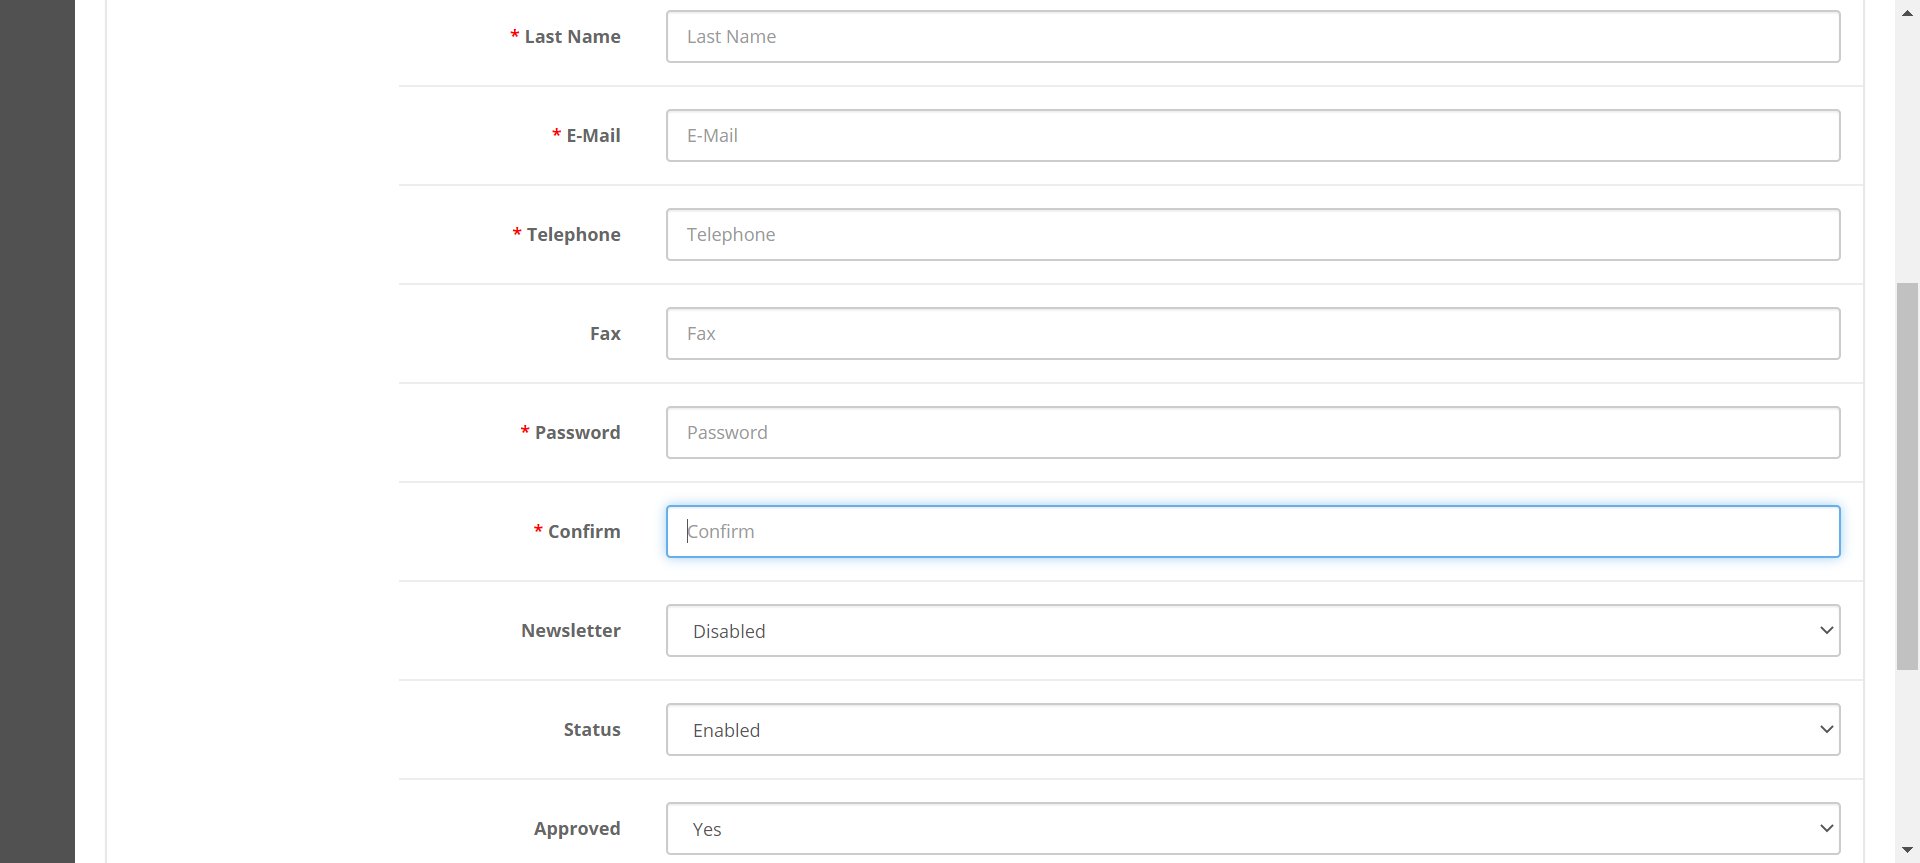 * Last Name Last Name
* E-Mail E-Mail
* Telephone Telephone
Fax Fax
* Password Password
* Confirm Confirm
Newsletter Disabled
Status Enabled
Approved Yes